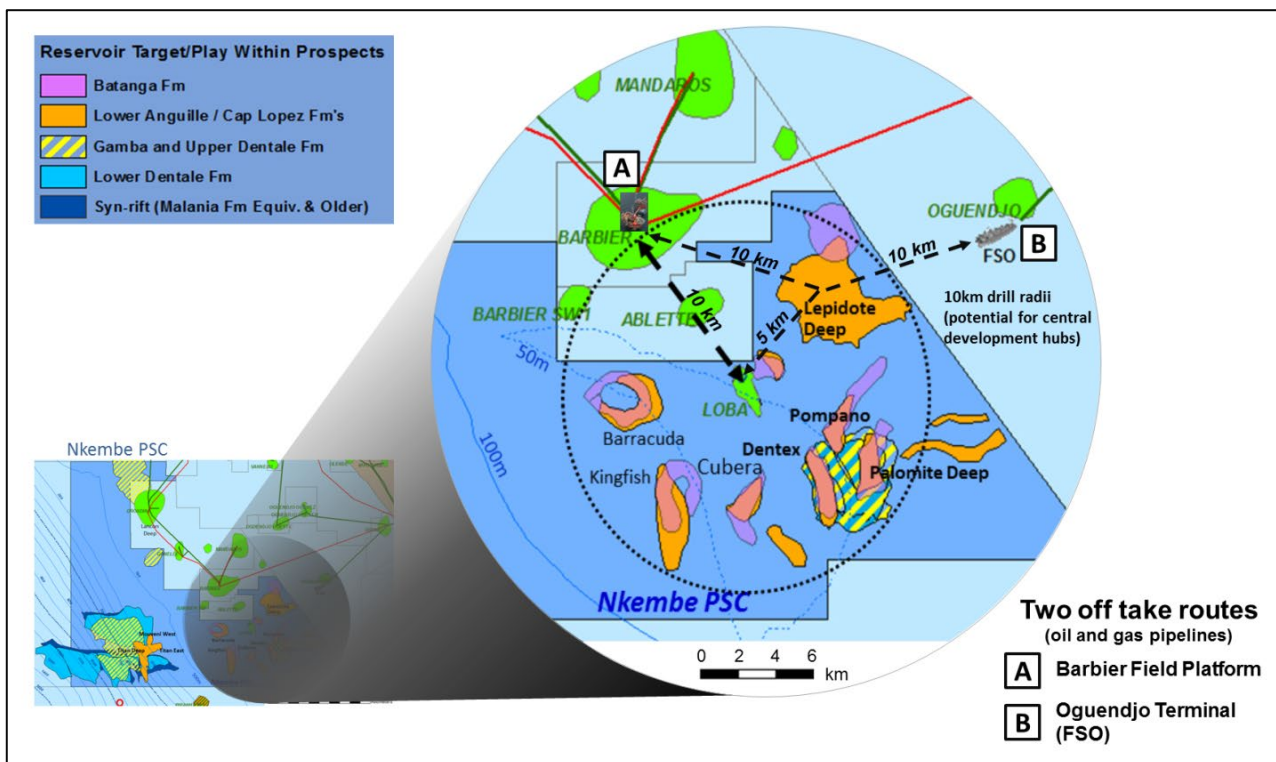 Reservoir Target/Play Within Prospects
Batanga Fm
Lower Anguille / Cap Lopez Fm's
Gamba and Upper Dentale Fm
Lower Dentale Fm
Syn-rift (Malania Fm Equiv. & Older)
MANDAROS
A
BARBIER
OGUENDJO
FSO
B
10 km
10 km
10 km
5 km
Lepidote
Deep
10km drill radii
(potential for central
development hubs)
BARBIER SW-1
ABLETTE
50m
100m
LOBA
Pompano
Barracuda
Dentex
Kingfish
Cubera
Palomite Deep
Nkembe PSC
0 2 4 6
km
Nkembe PSC
Two off take routes
(oil and gas pipelines)
A Barbier Field Platform
B Oguendjo Terminal
(FSO)